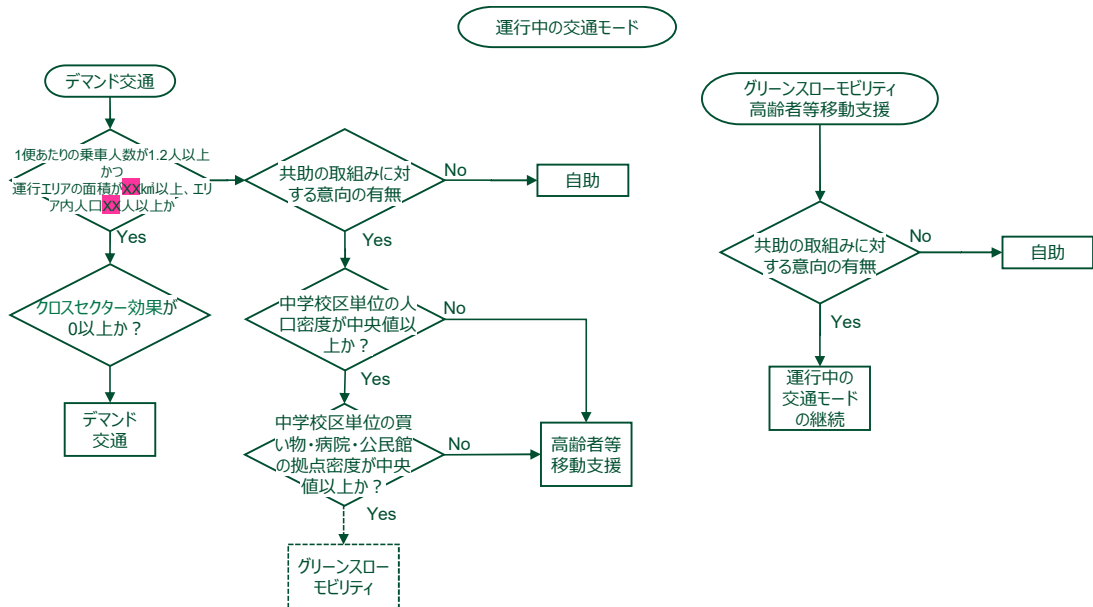 運行中の交通モード
デマンド交通
1便あたりの乗車人数が1.2人以上
かつ
運行エリアの面積がXX㎢以上、エリ
ア内人口XX人以上か
Yes
クロスセクター効果が
0以上か?
デマンド
交通
共助の取組みに対
する意向の有無
No
自助
Yes
中学校区単位の人
口密度が中央値以
上か?
No
Yes
中学校区単位の買
い物・病院・公民館
の拠点密度が中央
値以上か?
No
高齢者等
移動支援
Yes
グリーンスロー
モビリティ
グリーンスローモビリティ
高齢者等移動支援
共助の取組みに対
する意向の有無
No
自助
Yes
運行中の
交通モード
の継続